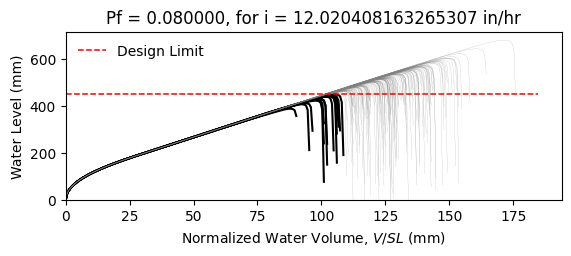 Pf = 0.080000, for i = 12.020408163265307 in/hr
Design Limit
Water Level (mm)
600
400
200
0
0 25 50 75 100 125 150 175
Normalized Water Volume, V/SL (mm)